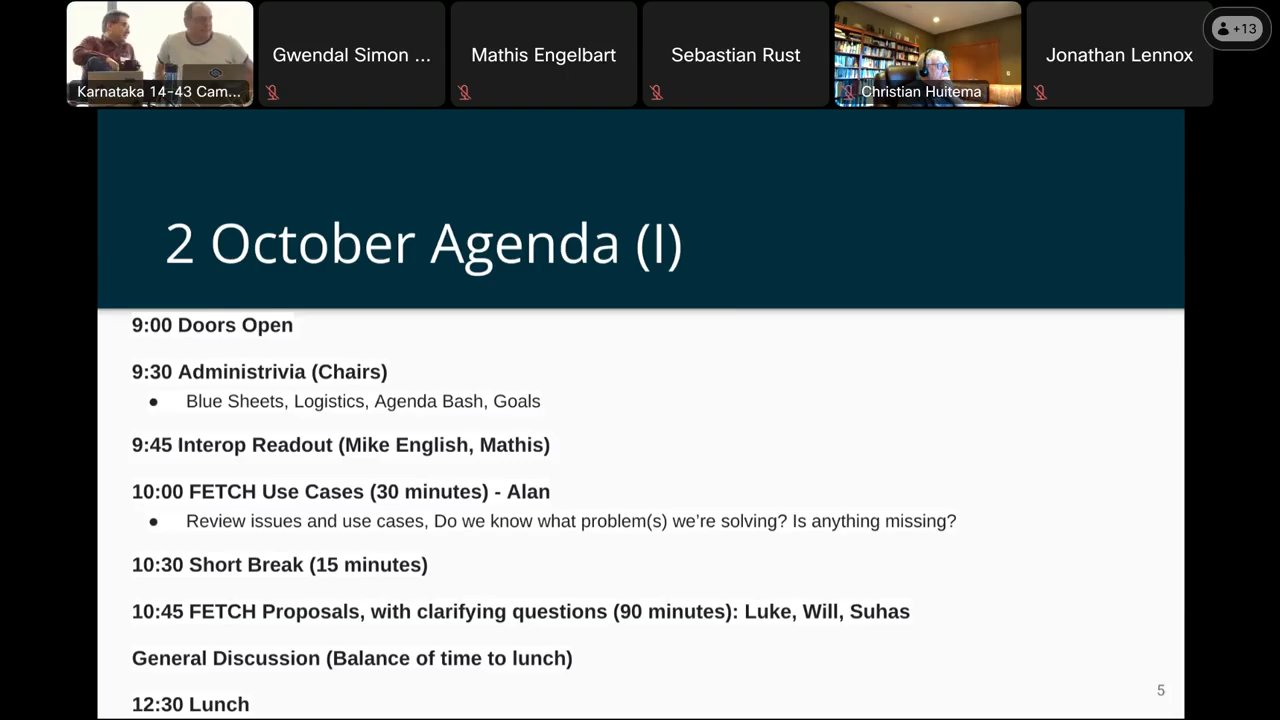 Karnataka 14-43 Cam...
Gwendal Simon ...
Mathis Engelbart
Sebastian Rust
Christian Huitema
Jonathan Lennox
+13
2 October Agenda (I)
9:00 Doors Open
9:30 Administrivia (Chairs)
● Blue Sheets, Logistics, Agenda Bash, Goals
9:45 Interop Readout (Mike English, Mathis)
10:00 FETCH Use Cases (30 minutes) - Alan
● Review issues and use cases, Do we know what problem(s) we’re solving? Is anything missing?
10:30 Short Break (15 minutes)
10:45 FETCH Proposals, with clarifying questions (90 minutes): Luke, Will, Suhas
General Discussion (Balance of time to lunch)
12:30 Lunch
5